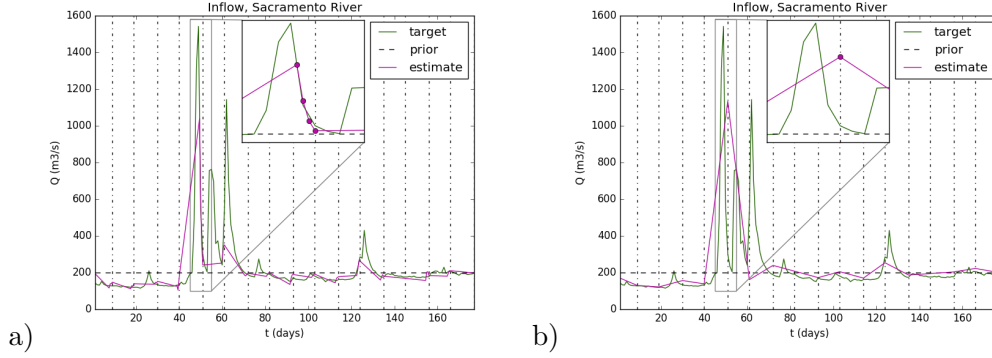 Inflow, Sacramento River
1600
1400
1200
1000
800
600
400
200
0
Q (m3/s)
20 40 60 80 100 120 140 160
t (days)
target
prior
estimate
a)
Inflow, Sacramento River
1600
1400
1200
1000
800
600
400
200
0
Q (m3/s)
20 40 60 80 100 120 140 160
t (days)
target
prior
estimate
b)